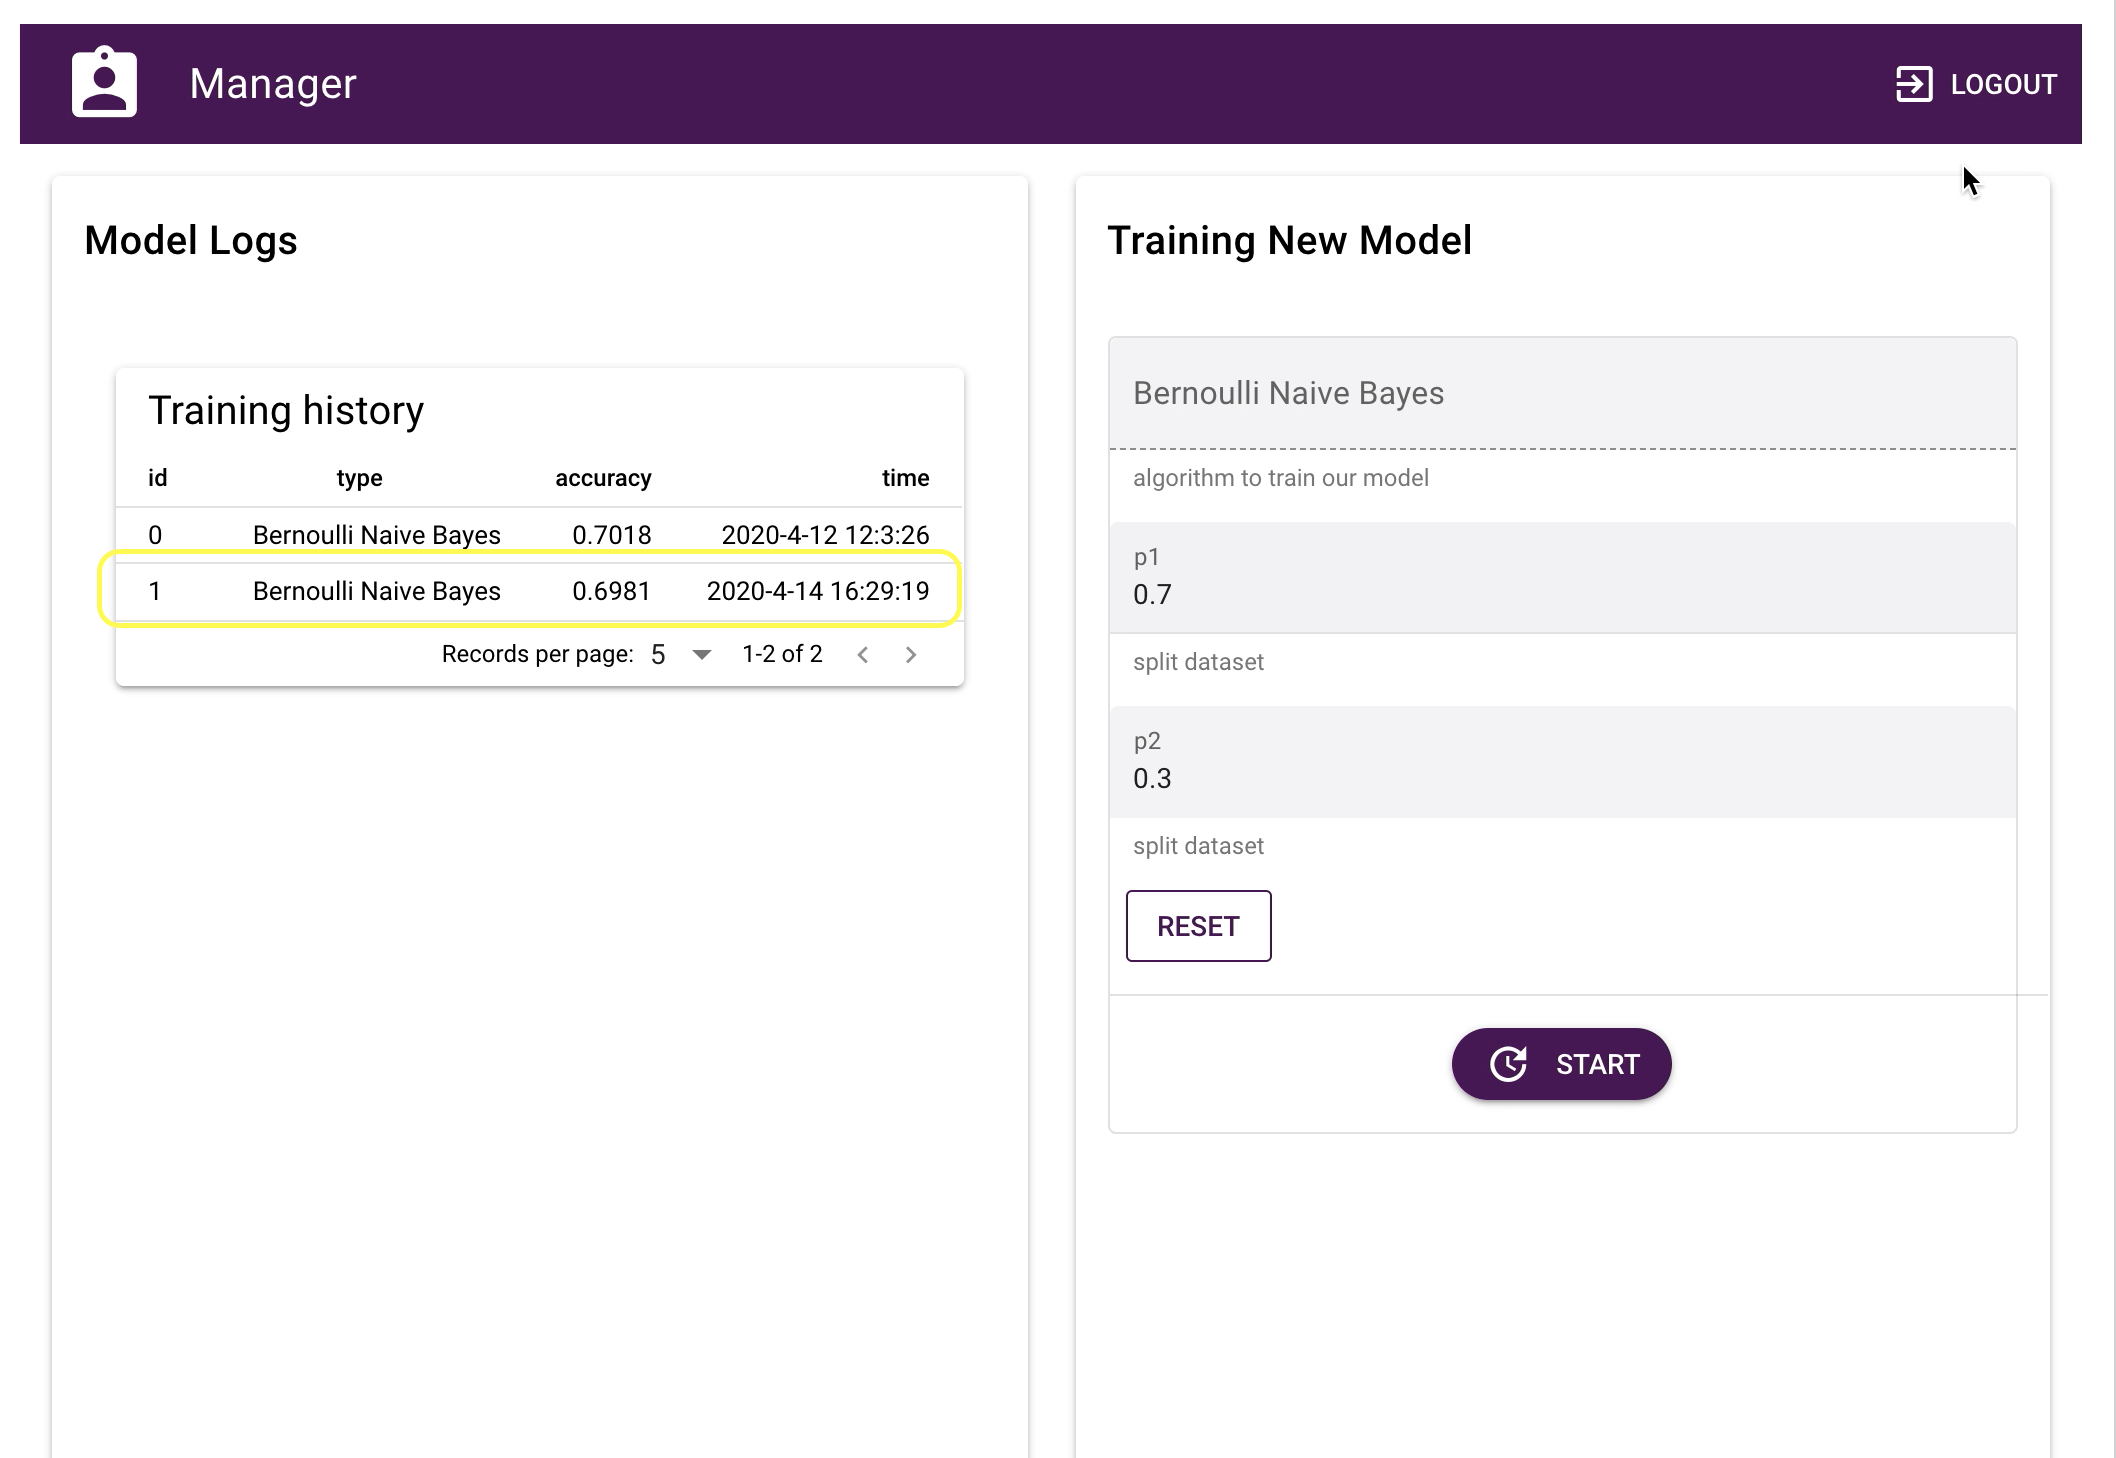 Manager
LOGOUT
Model Logs
Training history
id type accuracy time
0 Bernoulli Naive Bayes 0.7018 2020-4-12 12:3:26
1 Bernoulli Naive Bayes 0.6981 2020-4-14 16:29:19
Records per page: 5 1-2 of 2
Training New Model
Bernoulli Naive Bayes
algorithm to train our model
p1
0.7
split dataset
p2
0.3
split dataset
RESET
START